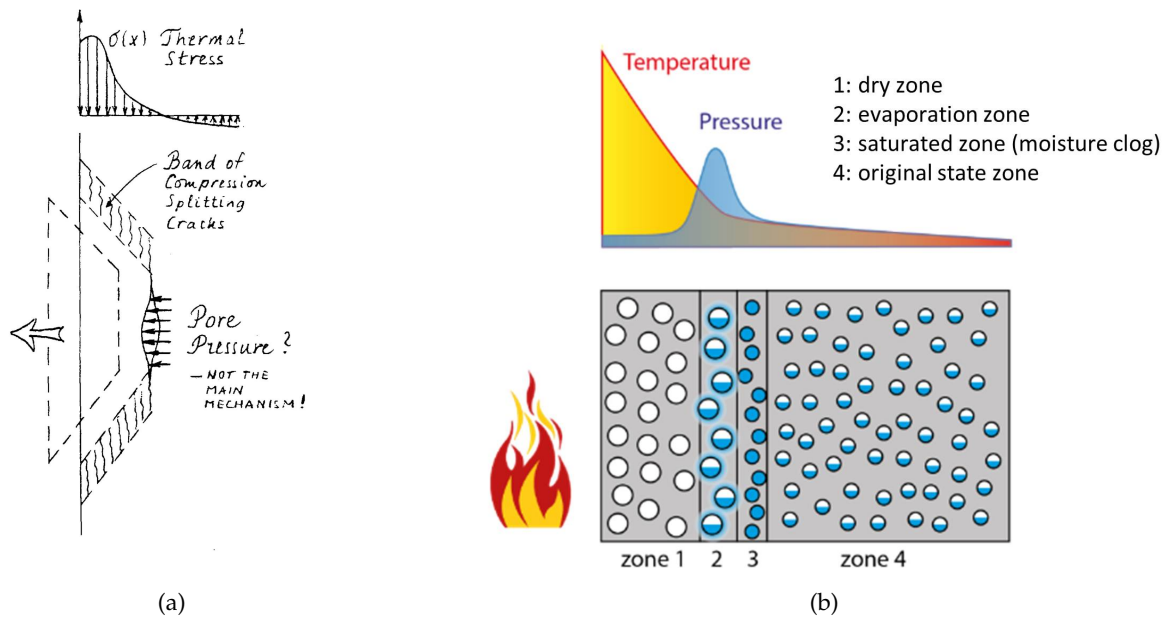 σ(x) Thermal
Stress
Band of
Compression
Splitting
Cracks
Pore
Pressure?
— NOT THE
MAIN
MECHANISM!
(a)
Temperature
Pressure
1: dry zone
2: evaporation zone
3: saturated zone (moisture clog)
4: original state zone
zone 1 2 3 zone 4
(b)